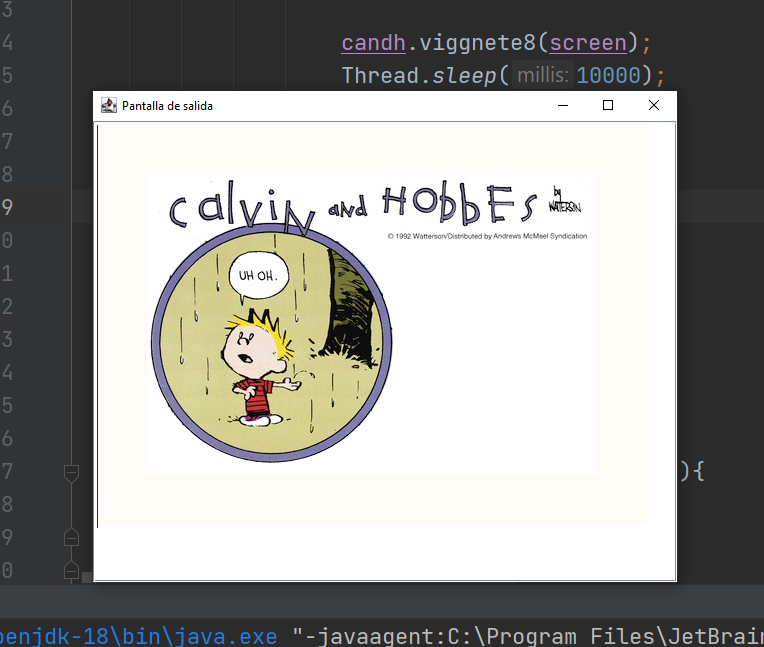 3
4 candh.viggnete8(screen);
5 Thread.sleep( millis: 10000);
6
Pantalla de salida
7
8
9
0
1
2
3
4
5
6
7 ){
8
9
0
calvin and HObbEs by WATTERSON
© 1992 Watterson/Distributed by Andrews McMeel Syndication
UH OH.
penjdk-18\bin\java.exe "-javaagent:C:\Program Files\JetBrain